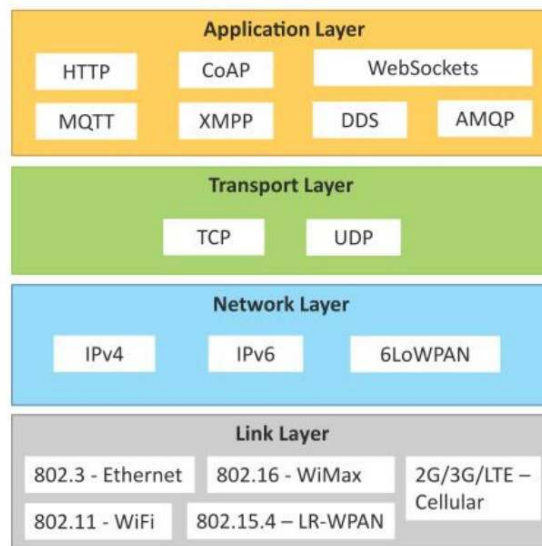 Application Layer
HTTP CoAP WebSockets
MQTT XMPP DDS AMQP
Transport Layer
TCP UDP
Network Layer
IPv4 IPv6 6LoWPAN
Link Layer
802.3 - Ethernet 802.16 - WiMax 2G/3G/LTE –
Cellular
802.11 - WiFi 802.15.4 – LR-WPAN